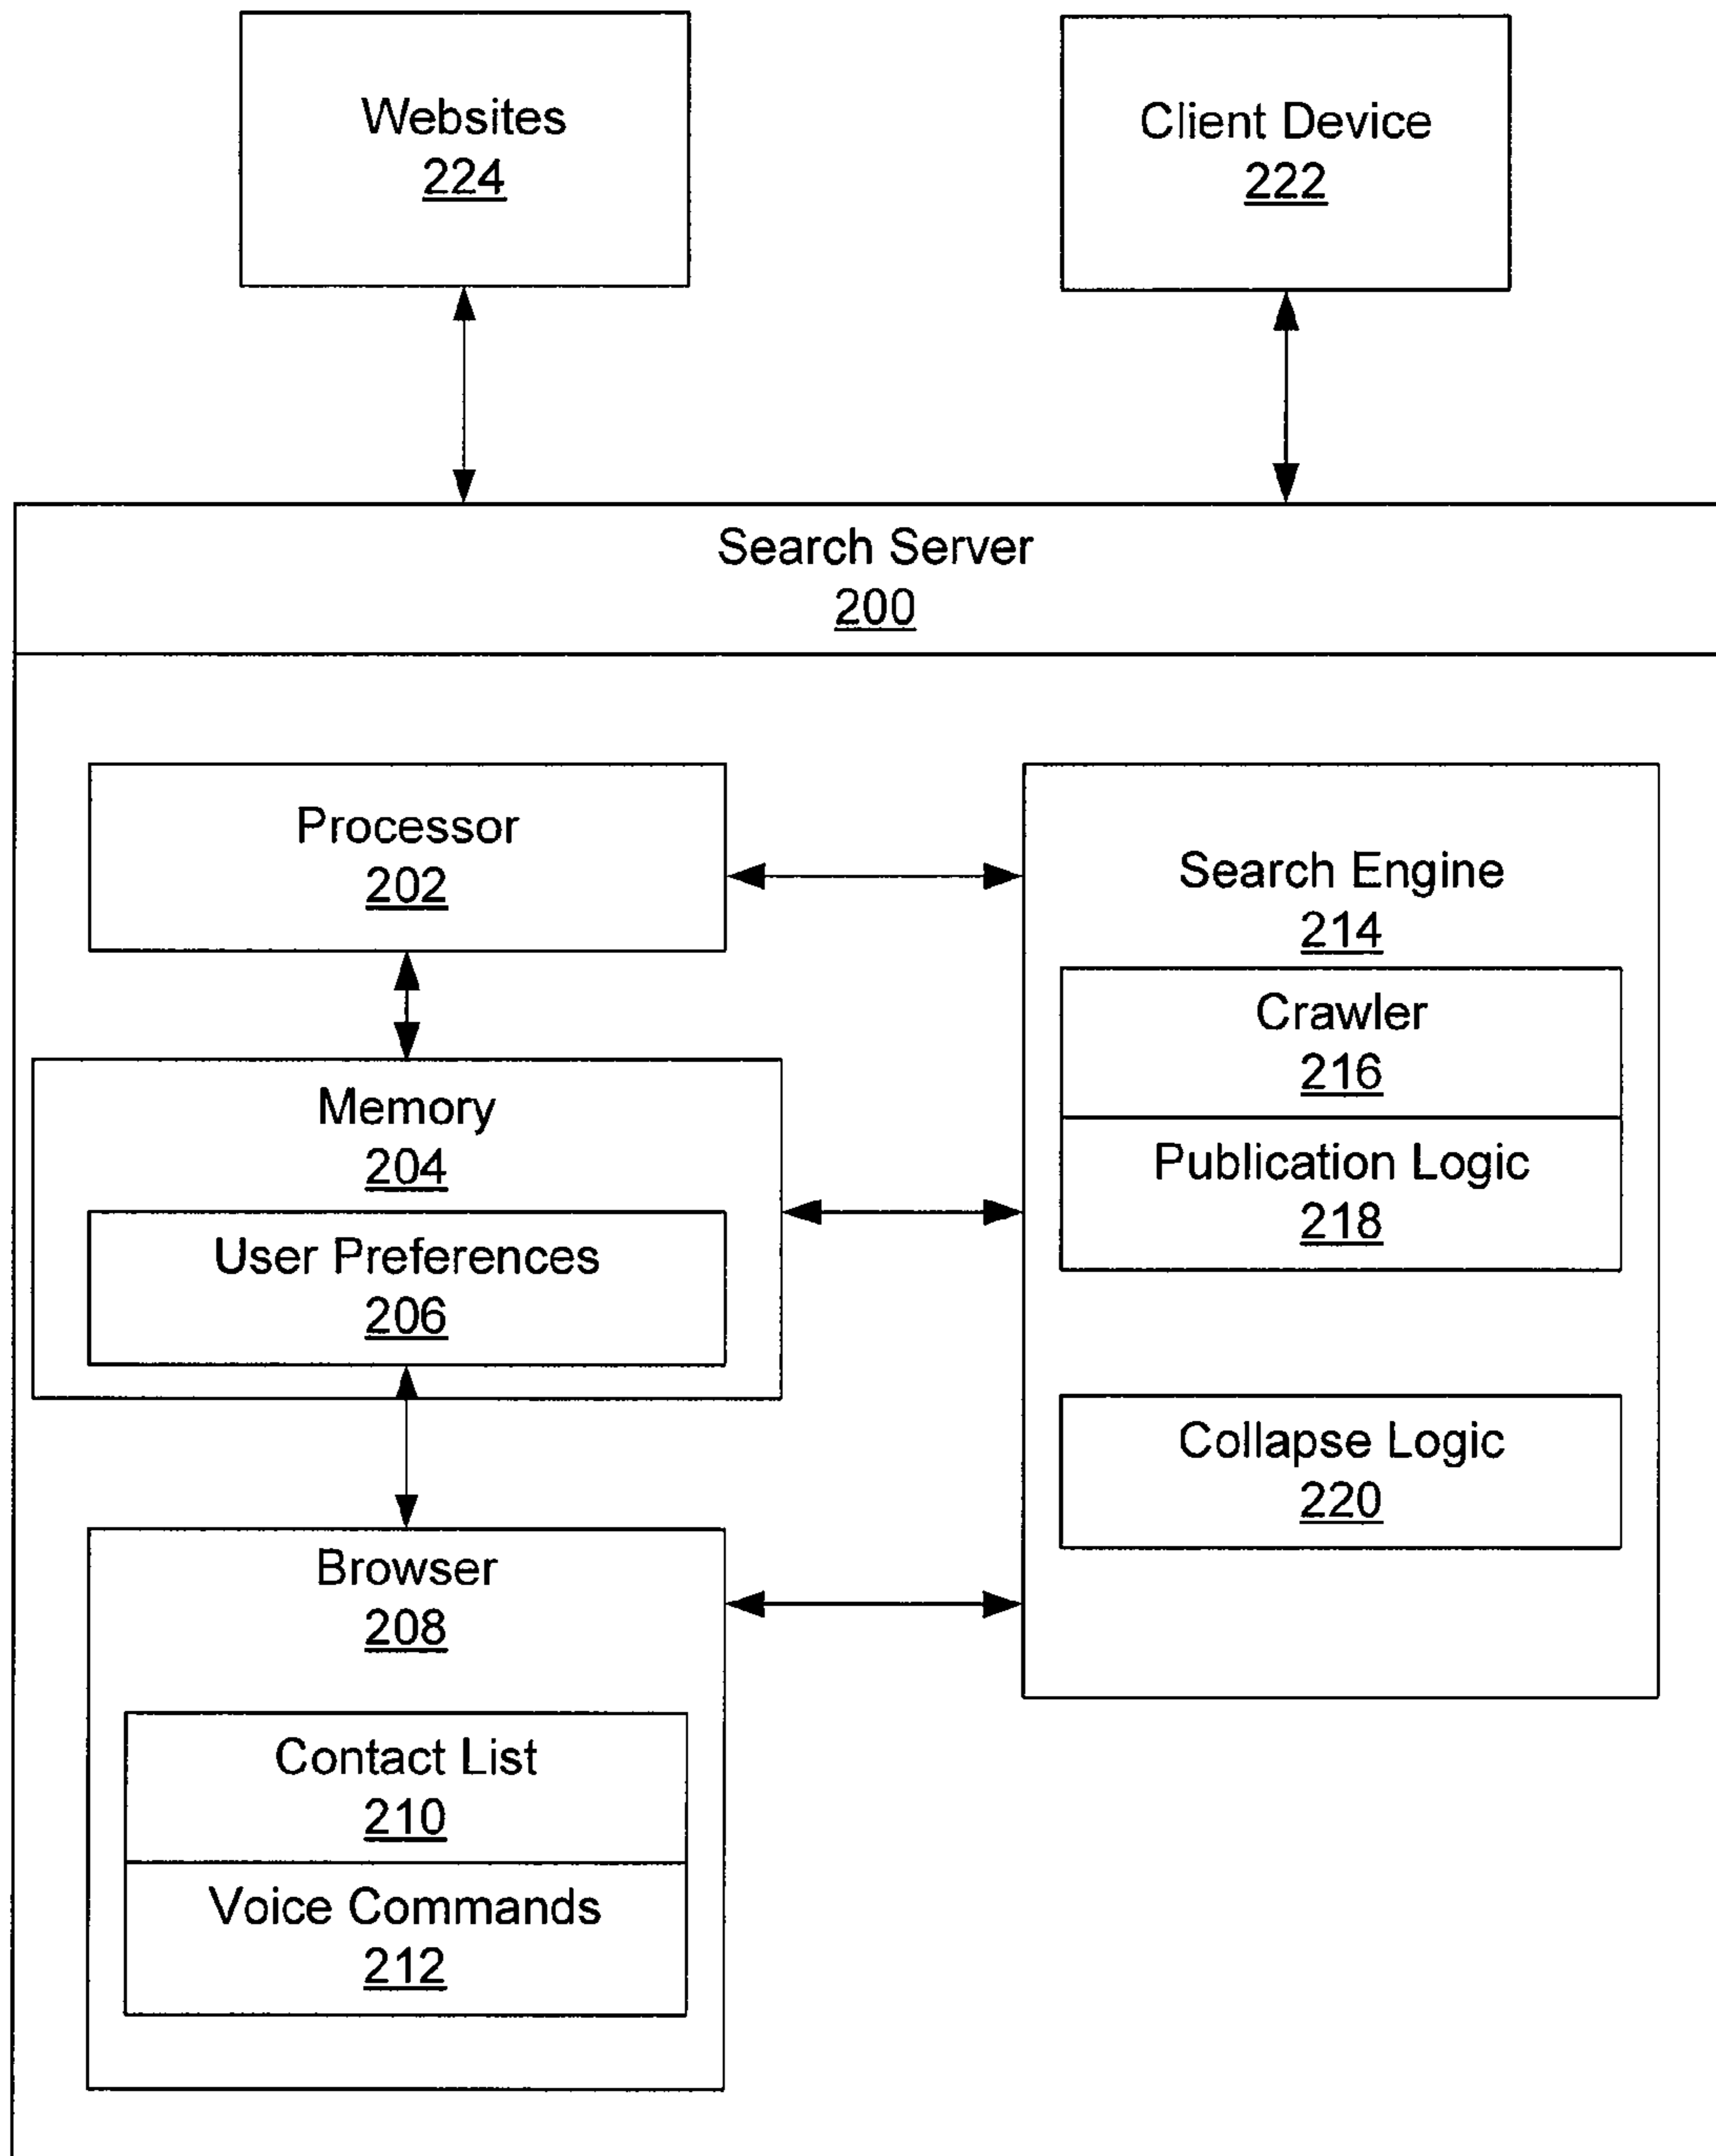 Websites
224
Client Device
222
Search Server
200
Processor
202
Memory
204
User Preferences
206
Browser
208
Contact List
210
Voice Commands
212
Search Engine
214
Crawler
216
Publication Logic
218
Collapse Logic
220